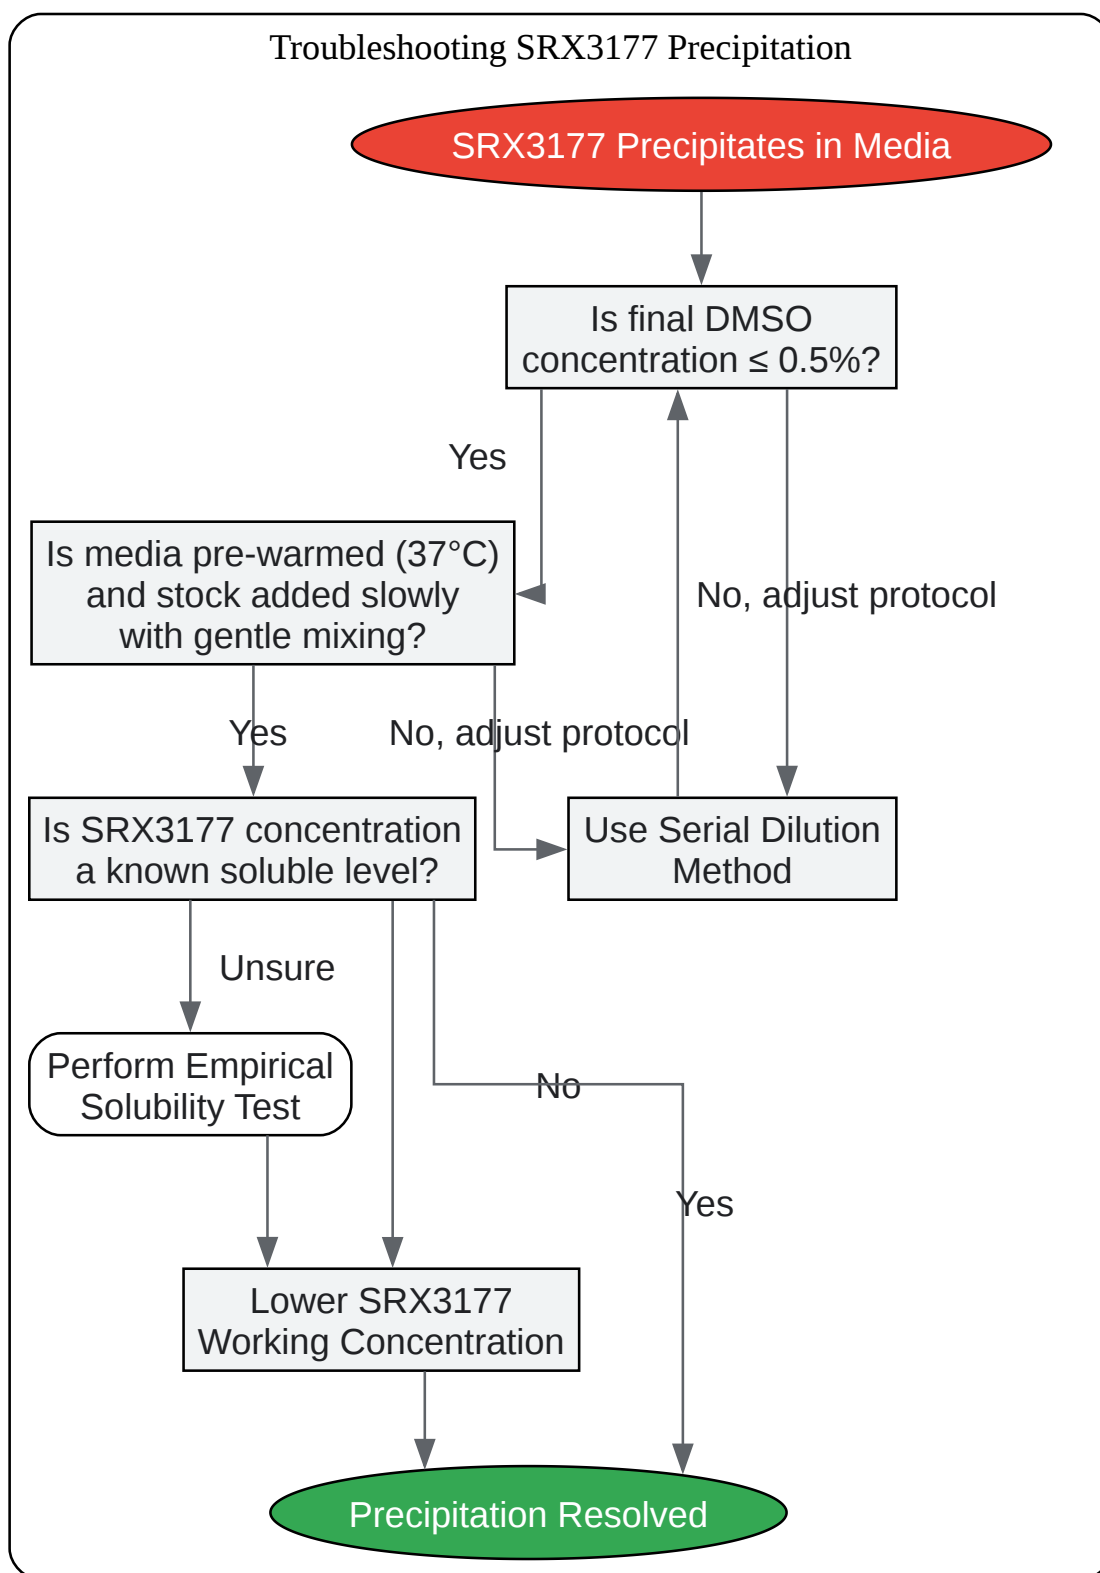 Troubleshooting SRX3177 Precipitation
SRX3177 Precipitates in Media
Is final DMSO
concentration ≤ 0.5%?
Yes
Is media pre-warmed (37°C)
and stock added slowly
with gentle mixing?
No, adjust protocol
Yes
No, adjust protocol
Is SRX3177 concentration
a known soluble level?
Use Serial Dilution
Method
Unsure
Perform Empirical
Solubility Test
No
Yes
Lower SRX3177
Working Concentration
Precipitation Resolved